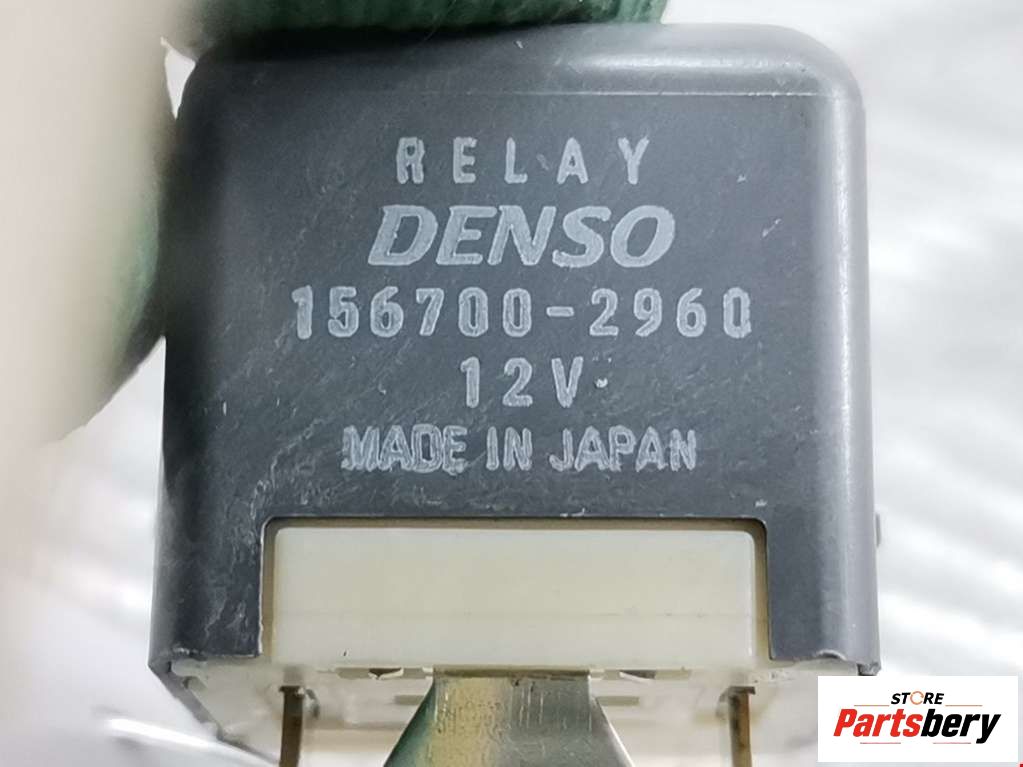 RELAY
DENSO
156700-2960
12V
MADE IN JAPAN
STORE
Partsbery